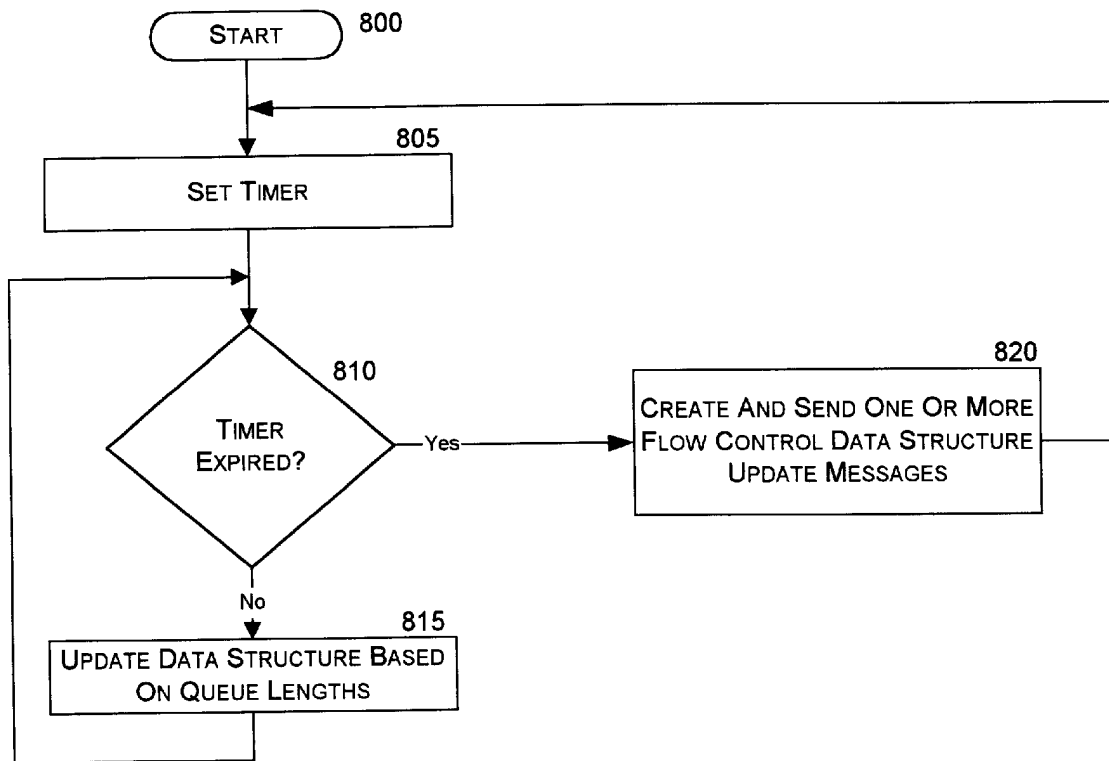 START
800
805
SET TIMER
810
TIMER
EXPIRED?
Yes
820
CREATE AND SEND ONE OR MORE
FLOW CONTROL DATA STRUCTURE
UPDATE MESSAGES
No
815
UPDATE DATA STRUCTURE BASED
ON QUEUE LENGTHS